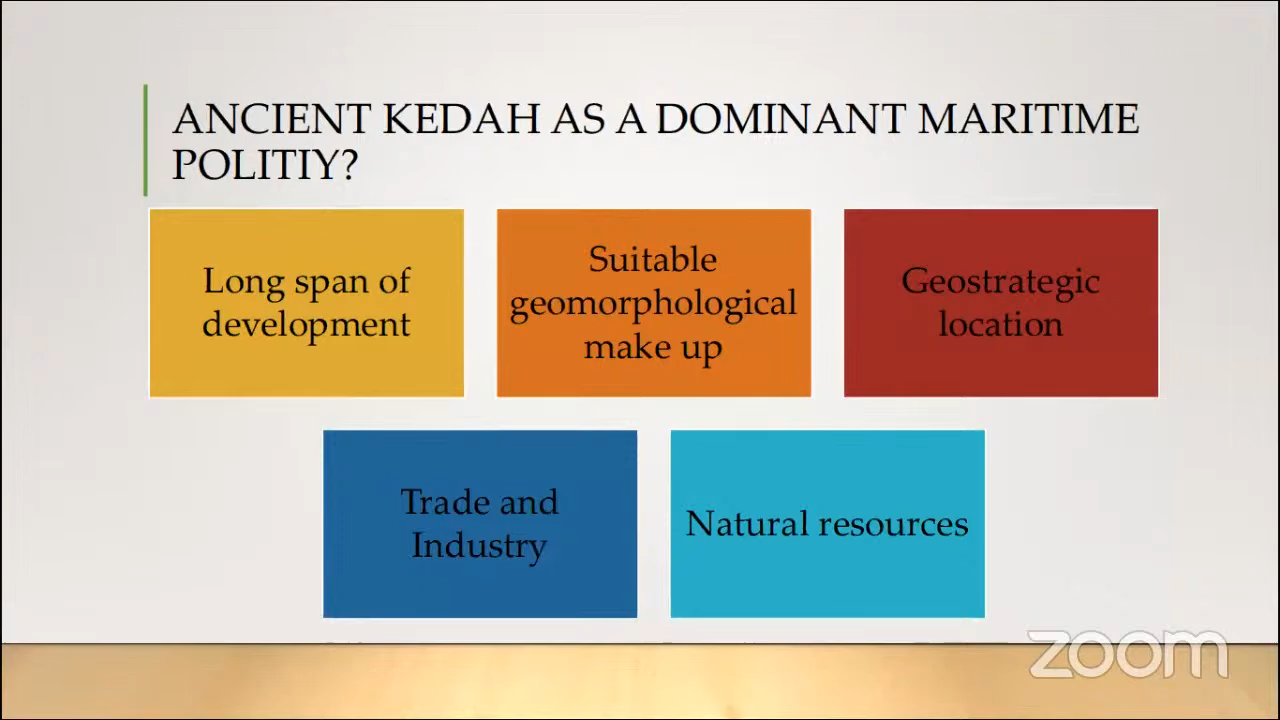 ANCIENT KEDAH AS A DOMINANT MARITIME
POLITIY?
Long span of
development
Suitable
geomorphological
make up
Geostrategic
location
Trade and
Industry
Natural resources
zoom